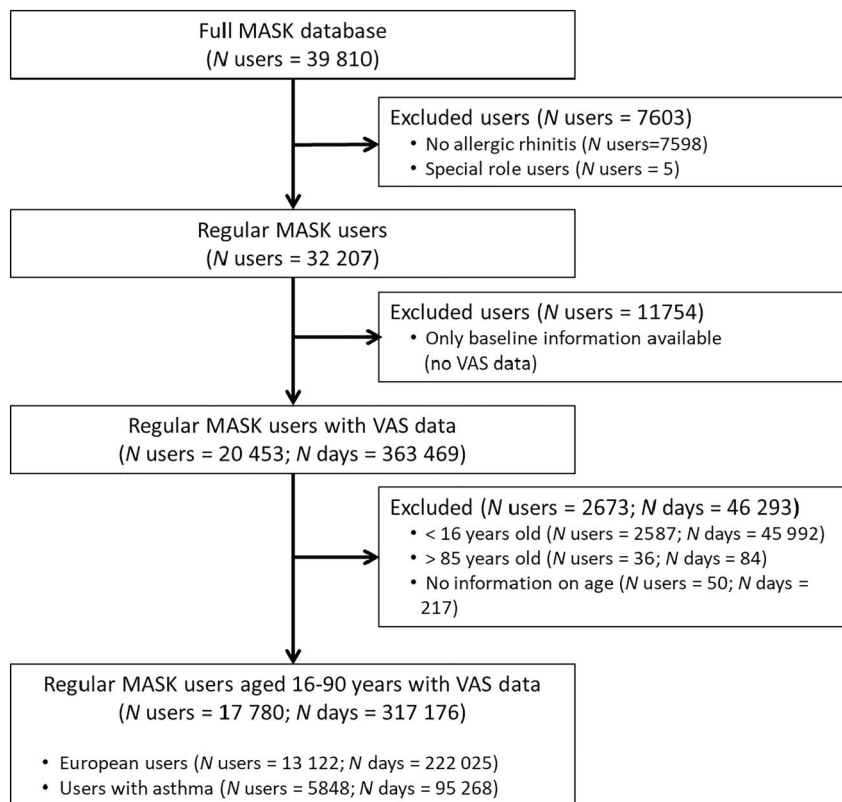 Full MASK database
(N users = 39 810)
Excluded users (N users = 7603)
• No allergic rhinitis (N users=7598)
• Special role users (N users = 5)
Regular MASK users
(N users = 32 207)
Excluded users (N users = 11754)
• Only baseline information available
(no VAS data)
Regular MASK users with VAS data
(N users = 20 453; N days = 363 469)
Excluded (N users = 2673; N days = 46 293)
• < 16 years old (N users = 2587; N days = 45 992)
• > 85 years old (N users = 36; N days = 84)
• No information on age (N users = 50; N days =
217)
Regular MASK users aged 16-90 years with VAS data
(N users = 17 780; N days = 317 176)
• European users (N users = 13 122; N days = 222 025)
• Users with asthma (N users = 5848; N days = 95 268)